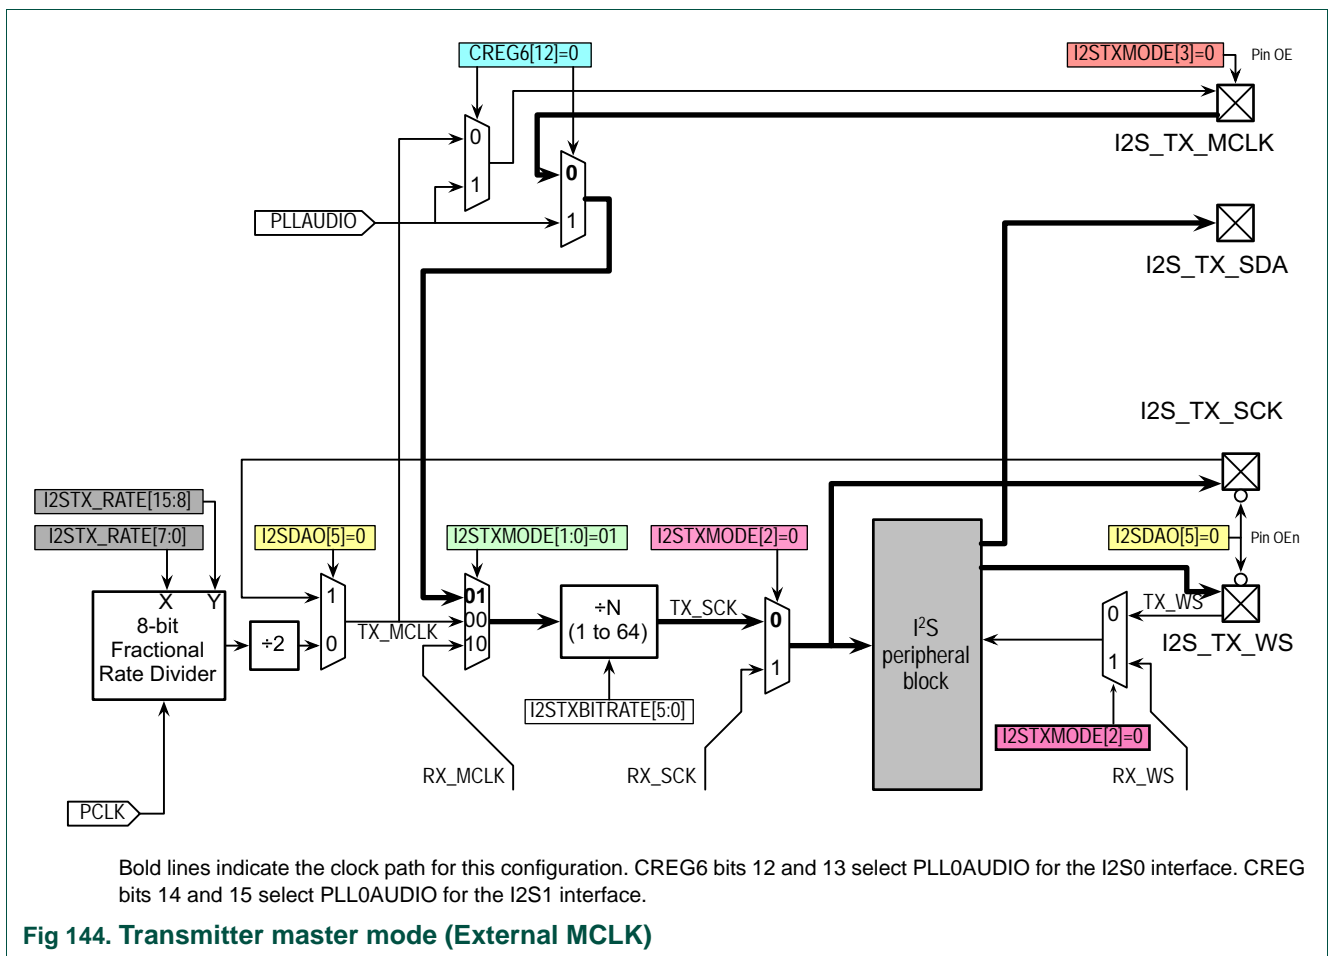 CREG6[12]=0
I2STXMODE[3]=0
Pin OE
0
1
I2S_TX_MCLK
0
1
PLLAUDIO
I2S_TX_SDA
I2S_TX_SCK
I2STX_RATE[15:8]
I2STX_RATE[7:0]
I2SDAO[5]=0
I2STXMODE[1:0]=01
I2STXMODE[2]=0
I2SDAO[5]=0
Pin OEn
X Y
8-bit
Fractional
Rate Divider
÷2
1
0
TX_MCLK
01
00
10
÷N
(1 to 64)
TX_SCK
0
1
I²S
peripheral
block
0
1
TX_WS
I2S_TX_WS
I2STXBITRATE[5:0]
I2STXMODE[2]=0
RX_MCLK
RX_SCK
RX_WS
PCLK
Bold lines indicate the clock path for this configuration. CREG6 bits 12 and 13 select PLL0AUDIO for the I2S0 interface. CREG
bits 14 and 15 select PLL0AUDIO for the I2S1 interface.
Fig 144. Transmitter master mode (External MCLK)